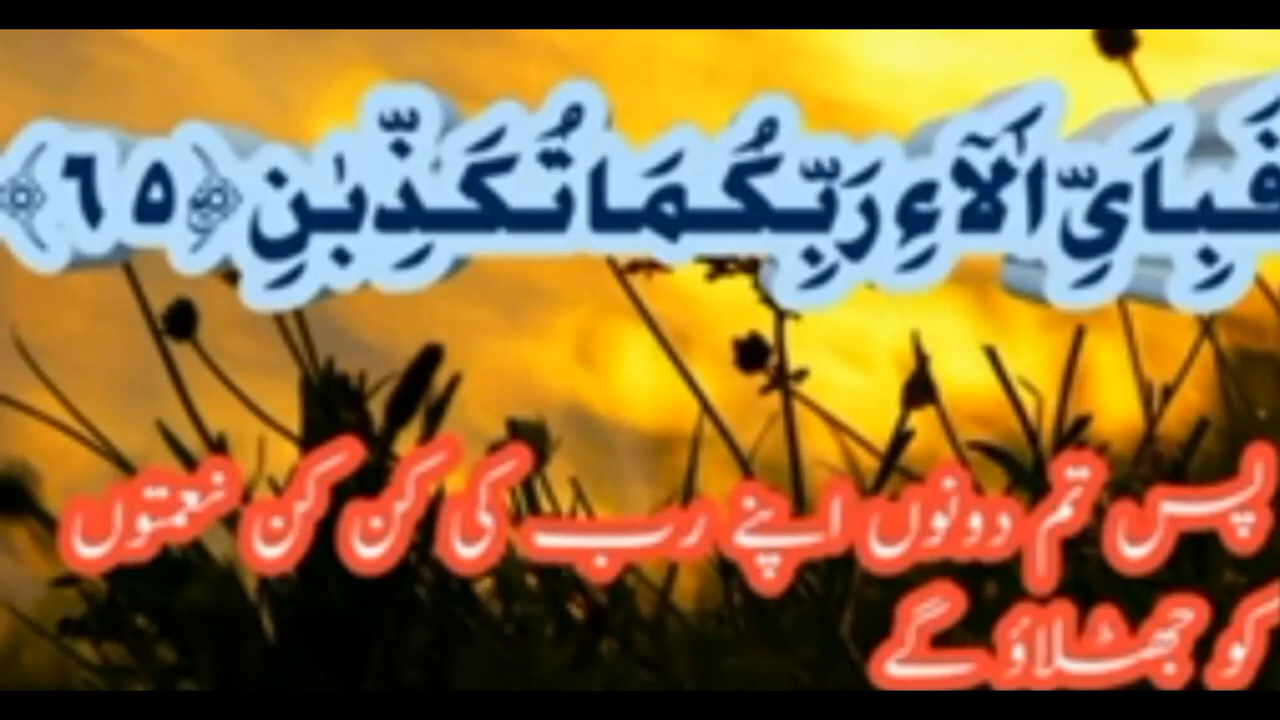 فَبِاَىِّ اٰلَآءِ رَبِّكُمَا تُكَذِّبٰنِ ﴿٦٥﴾
پس تم دونوں اپنے رب کی کن کن نعمتوں
کو جھٹلاؤ گے